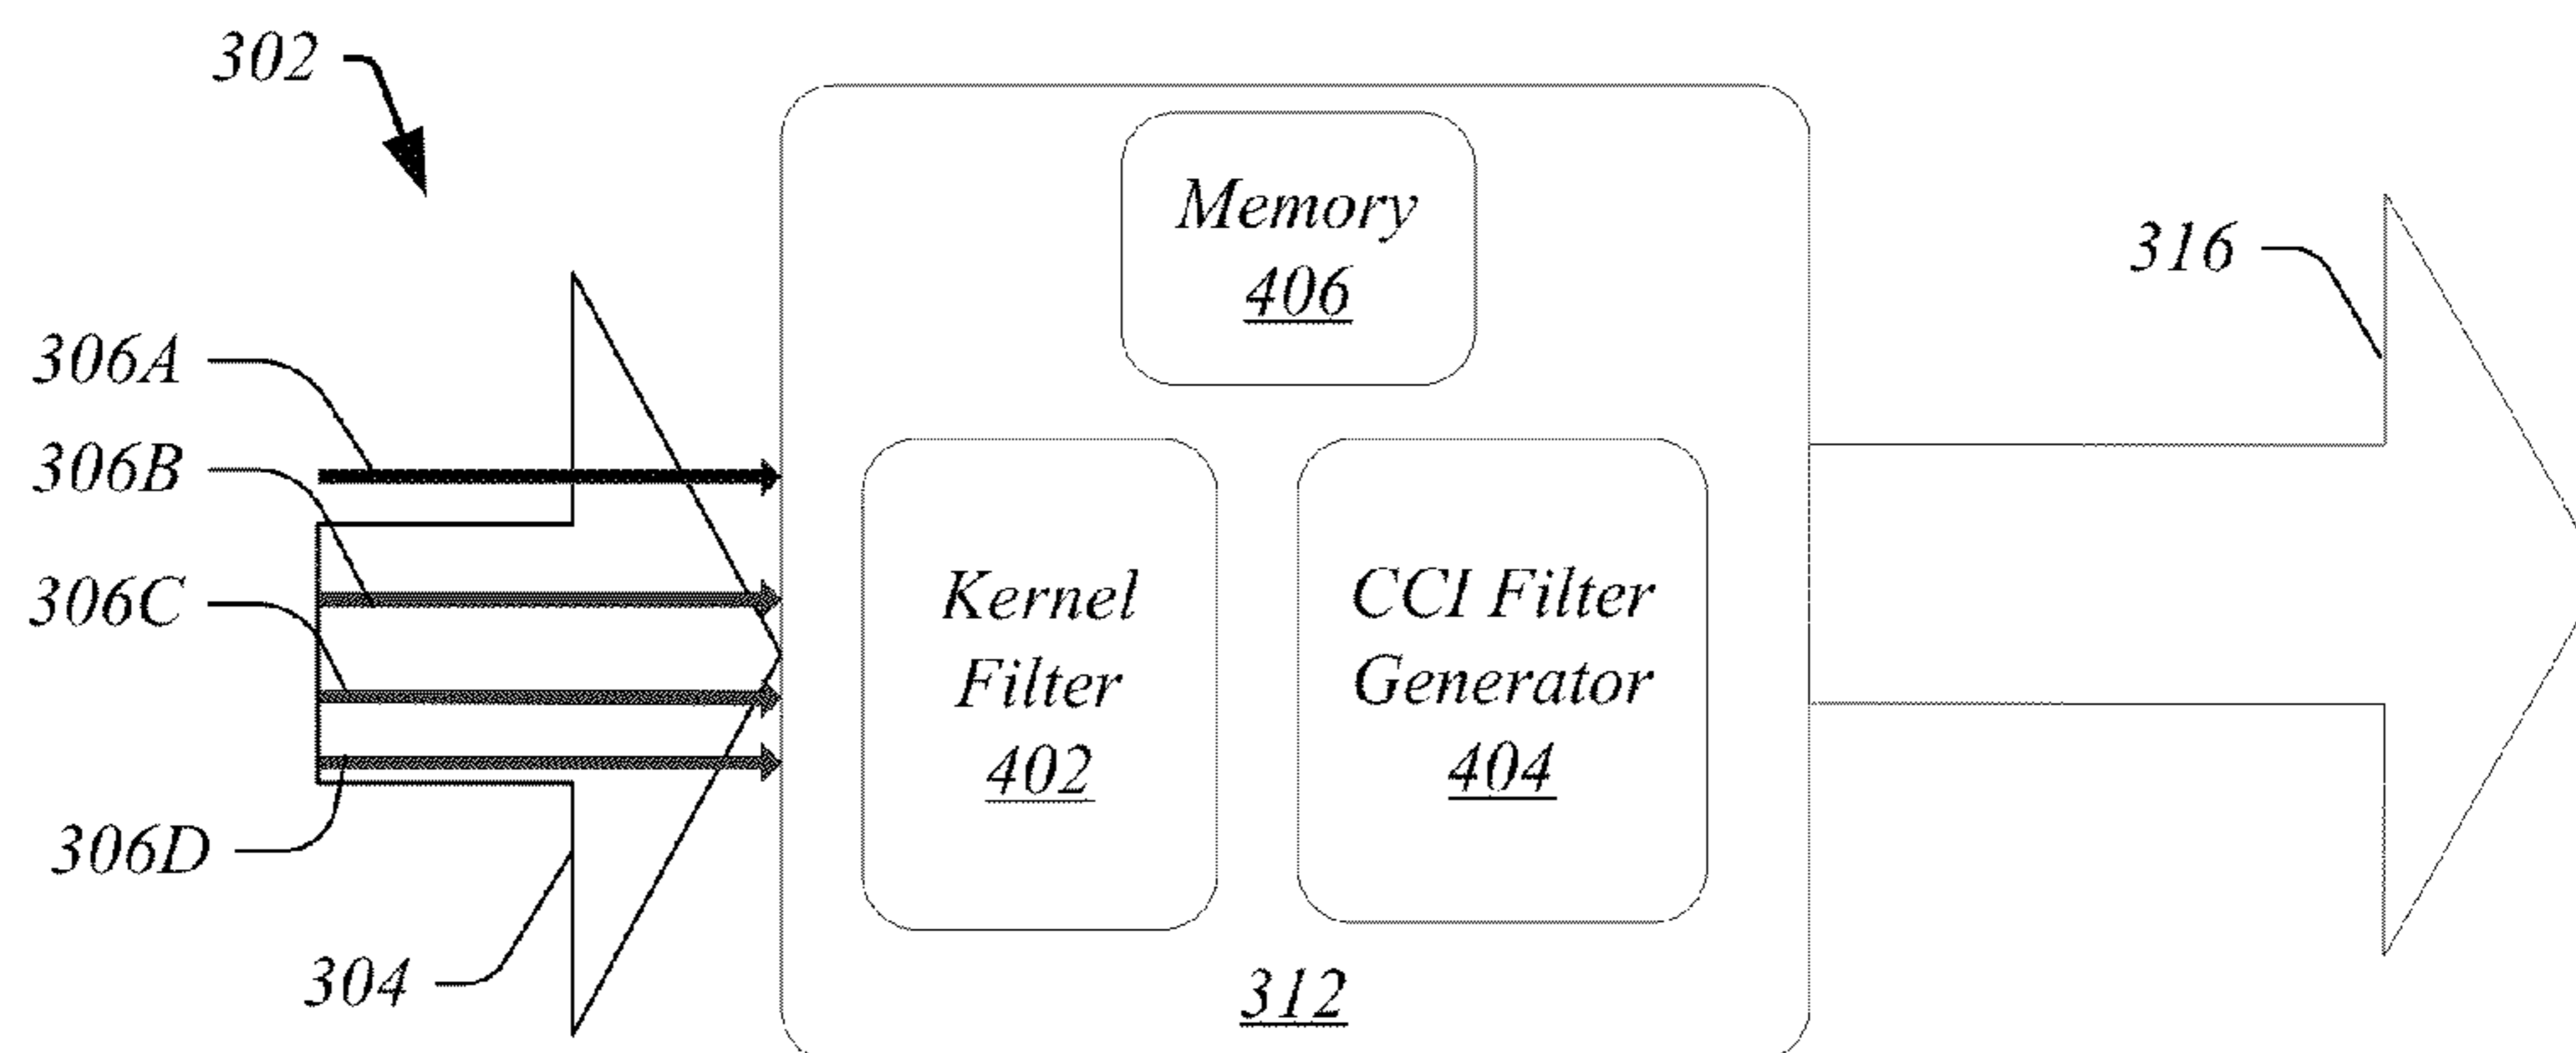 302
Memory
406
316
306A
306B
306C
306D
304
Kernel
Filter
402
CCI Filter
Generator
404
312